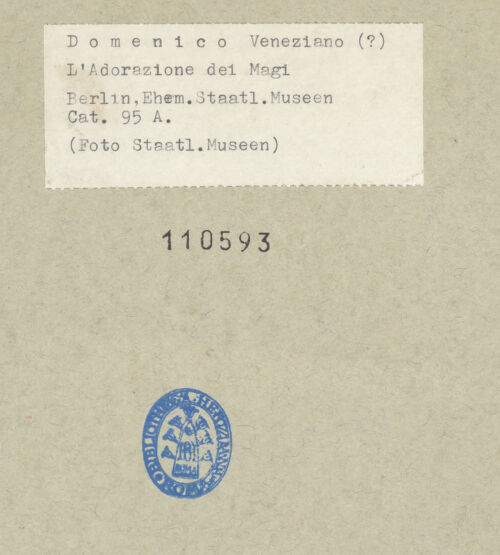 Domenico Veneziano (?)
L'Adorazione dei Magi
Berlin,Ehem.Staatl.Museen
Cat. 95 A.
(Foto Staatl.Museen)
110593